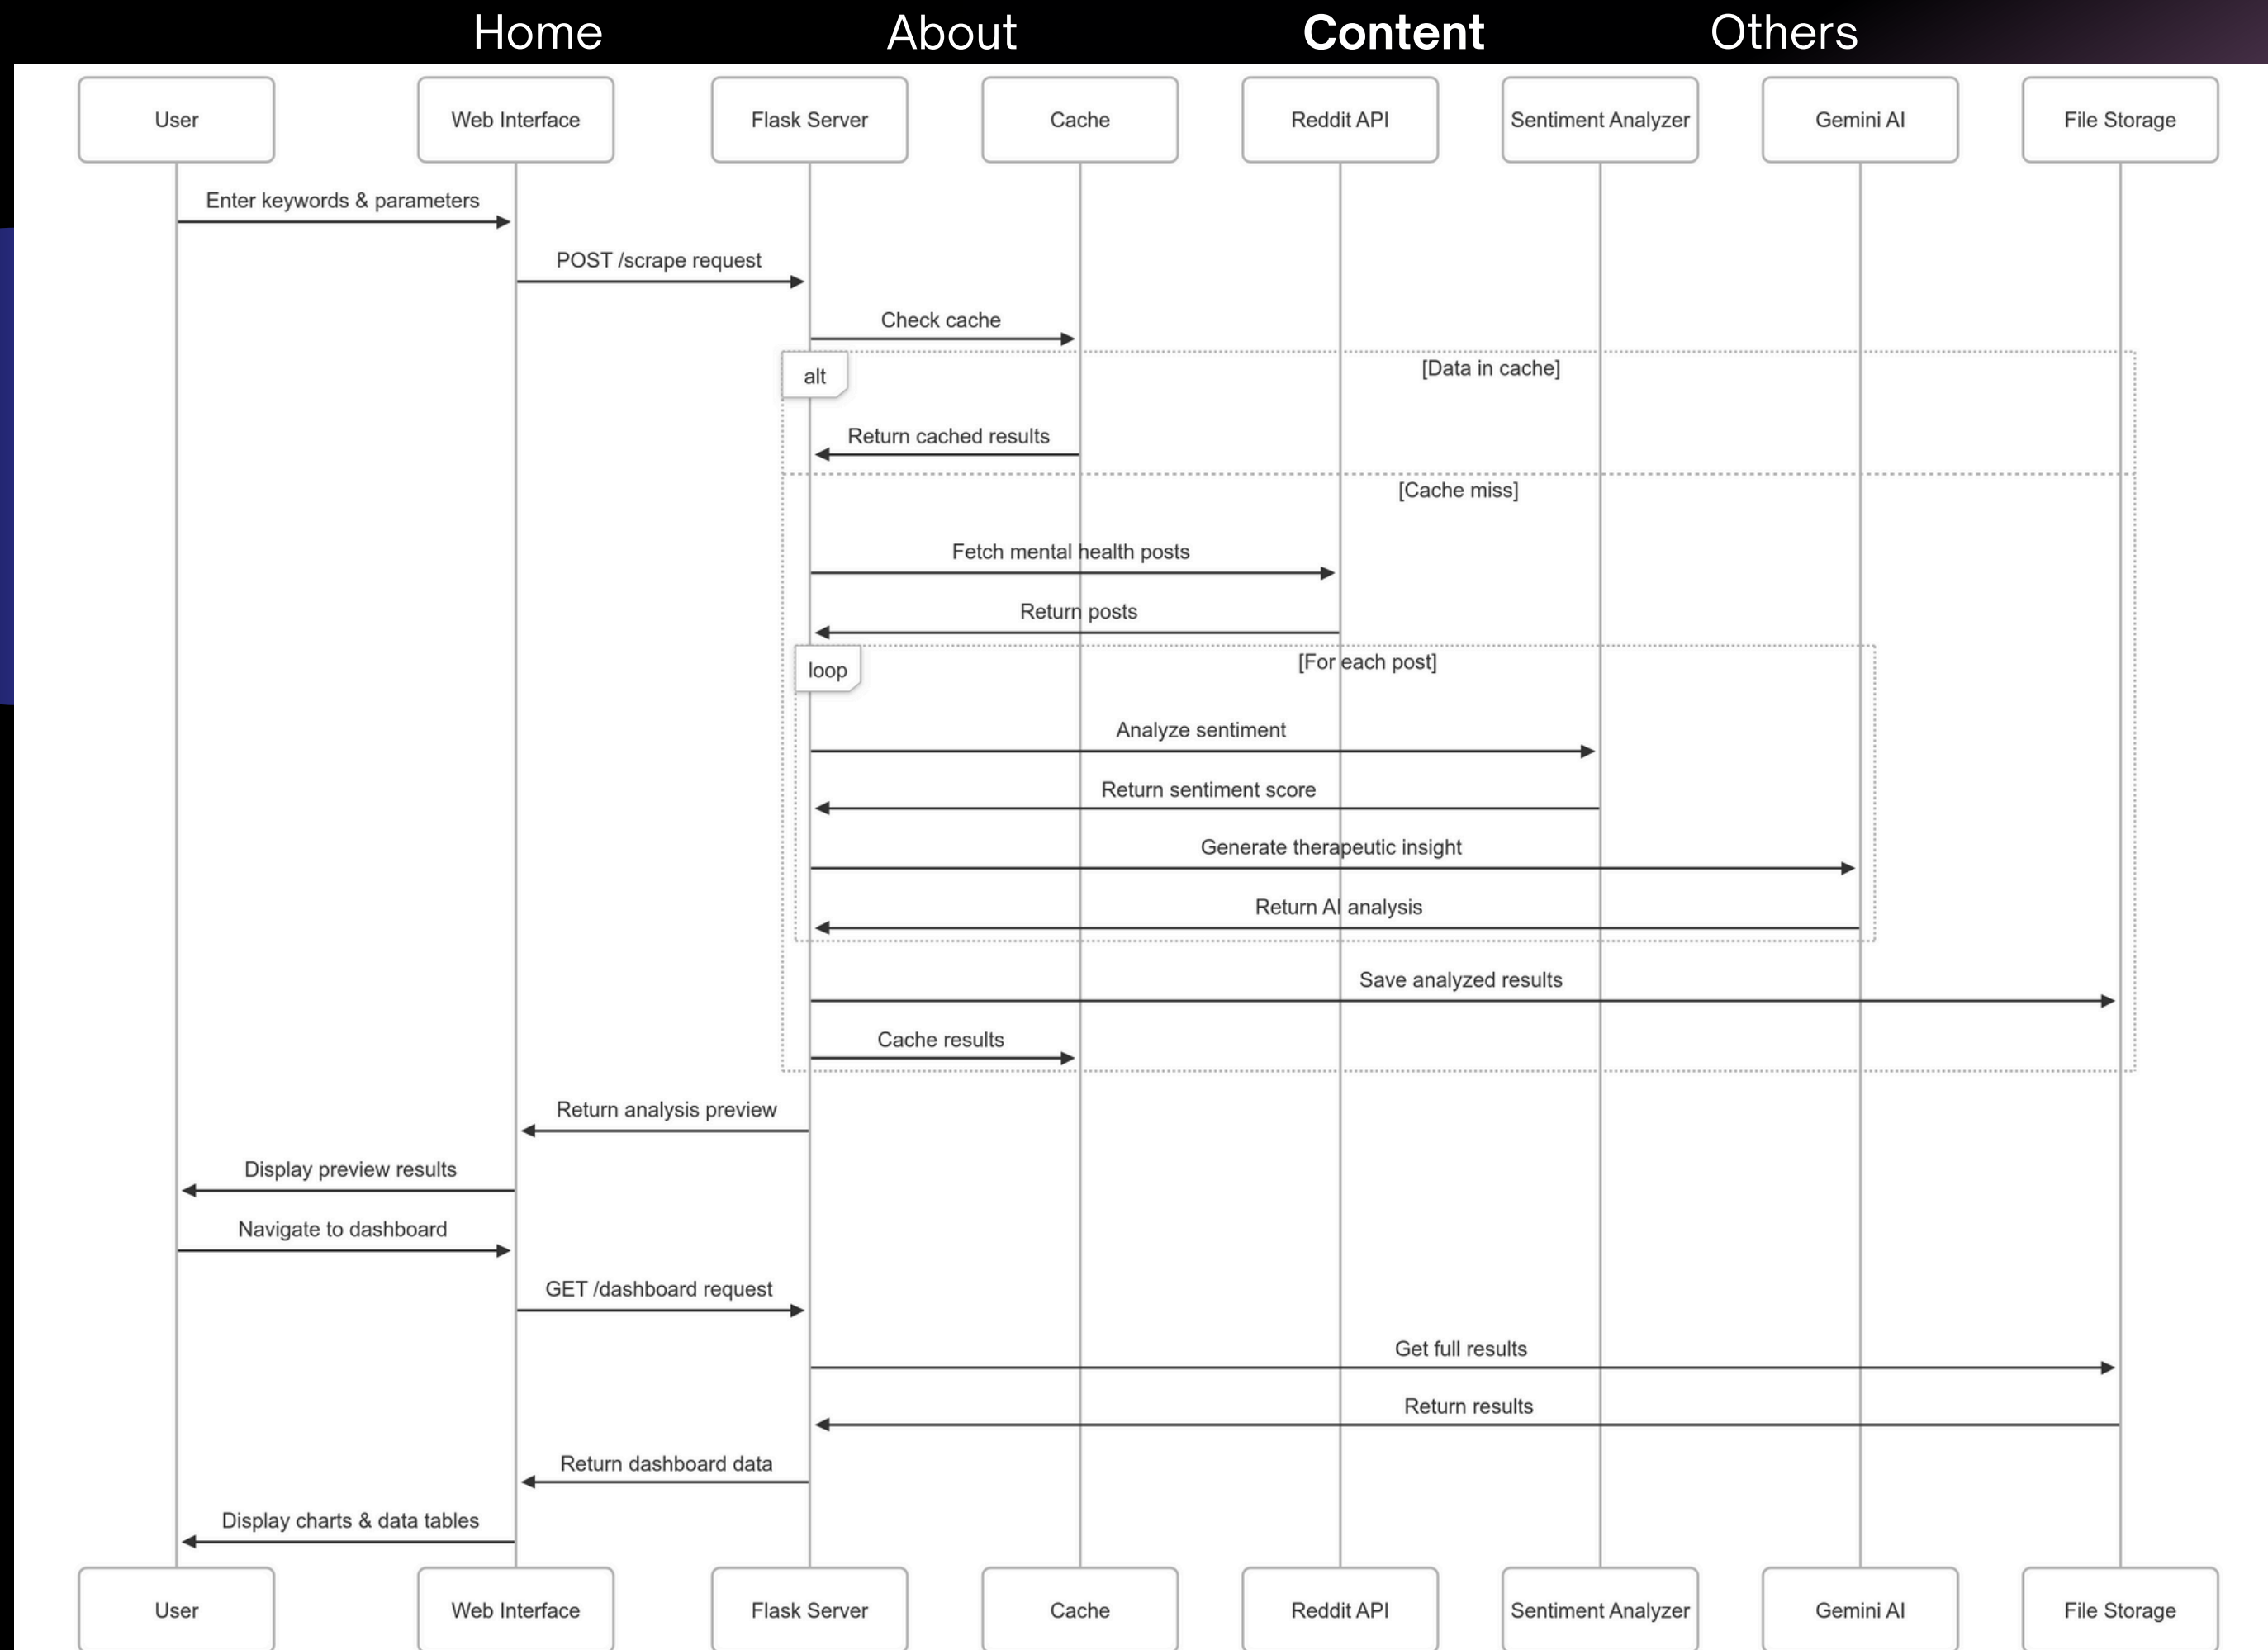 Home About Content Others
User Web Interface Flask Server Cache Reddit API Sentiment Analyzer Gemini AI File Storage
Enter keywords & parameters
POST /scrape request
Check cache
alt [Data in cache]
Return cached results
[Cache miss]
Fetch mental health posts
Return posts
loop [For each post]
Analyze sentiment
Return sentiment score
Generate therapeutic insight
Return AI analysis
Save analyzed results
Cache results
Return analysis preview
Display preview results
Navigate to dashboard
GET /dashboard request
Get full results
Return results
Return dashboard data
Display charts & data tables
User Web Interface Flask Server Cache Reddit API Sentiment Analyzer Gemini AI File Storage